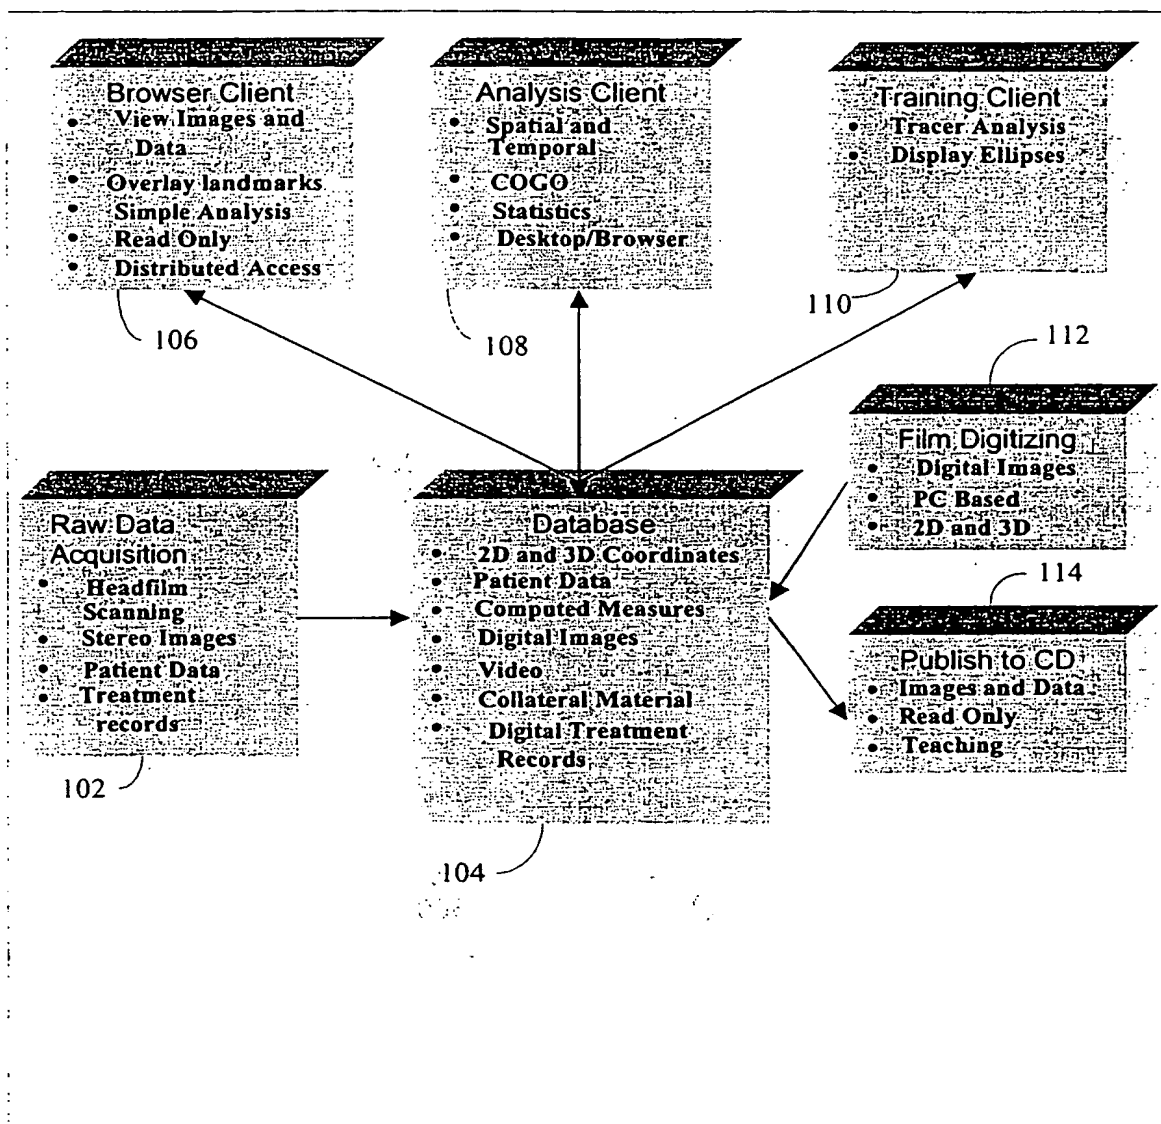 Browser Client
• View Images and
Data
• Overlay landmarks
• Simple Analysis
• Read Only
• Distributed Access
106
Analysis Client
• Spatial and
Temporal
• COGO
• Statistics
• Desktop/Browser
108
Training Client
• Tracer Analysis
• Display Ellipses
110
112
Film Digitizing
• Digital Images
• PC Based
• 2D and 3D
Raw Data
Acquisition
• Headfilm
Scanning
• Stereo Images
• Patient Data
• Treatment
records
102
Database
• 2D and 3D Coordinates
• Patient Data
• Computed Measures
• Digital Images
• Video
• Collateral Material
• Digital Treatment
Records
104
114
Publish to CD
• Images and Data
• Read Only
• Teaching